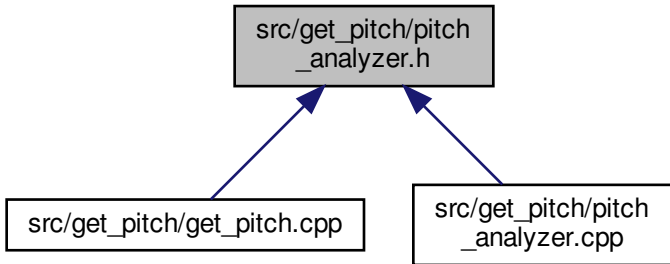 src/get_pitch/pitch
_analyzer.h
src/get_pitch/get_pitch.cpp
src/get_pitch/pitch
_analyzer.cpp